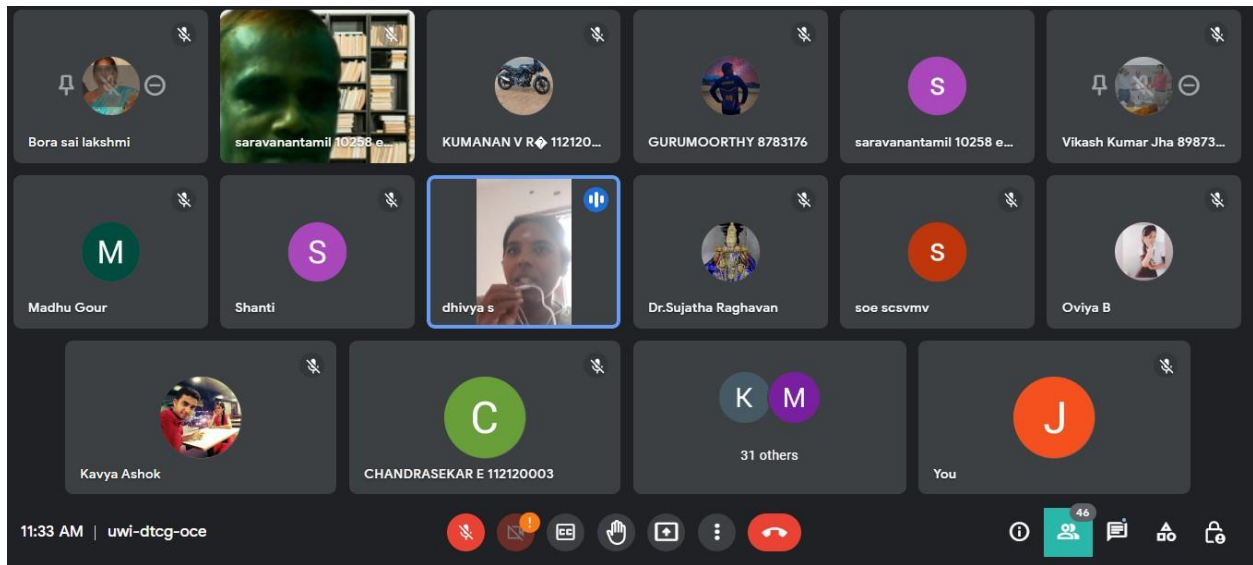 Bora sai lakshmi
saravanantamil 10258 e...
KUMANAN V R� 112120...
GURUMOORTHY 8783176
s
saravanantamil 10258 e...
Vikash Kumar Jha 89873...
M
Madhu Gour
S
Shanti
dhivya s
Dr.Sujatha Raghavan
s
soe scsvmv
Oviya B
Kavya Ashok
C
CHANDRASEKAR E 112120003
K M
31 others
J
You
11:33 AM | uwi-dtcg-oce
!
CC
46